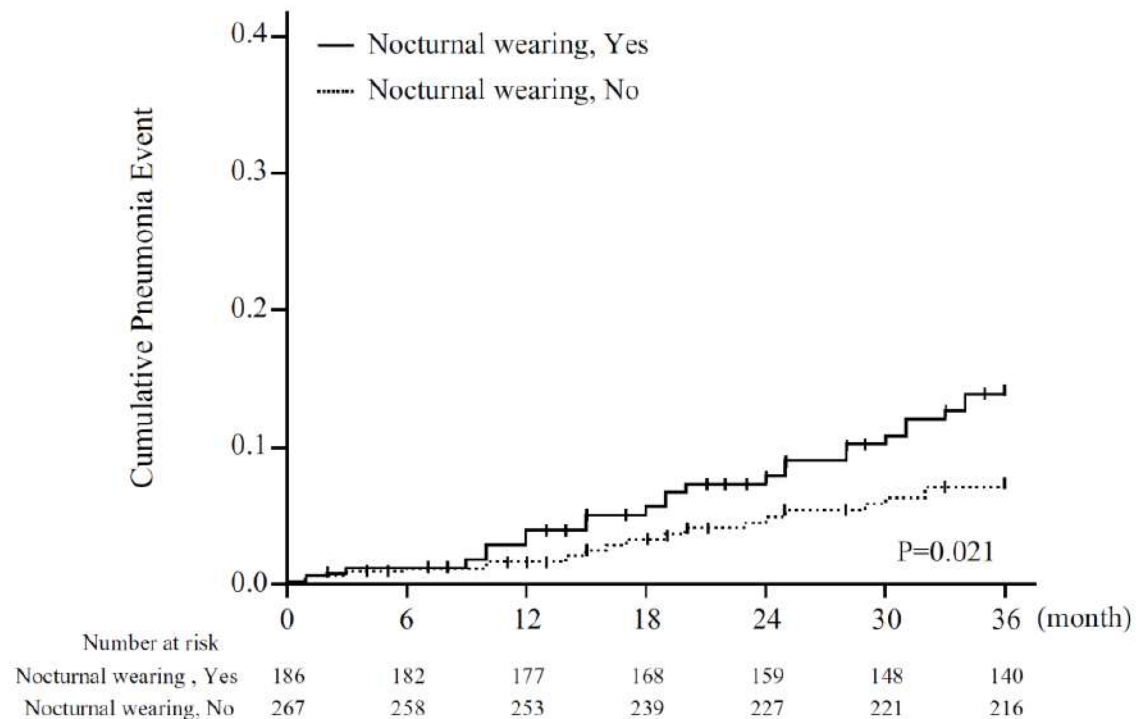 0.4
Nocturnal wearing, Yes
Nocturnal wearing, No
0.3
Cumulative Pneumonia Event
0.2
0.1
P=0.021
0.0
0 6 12 18 24 30 36 (month)
Number at risk
Nocturnal wearing , Yes 186 182 177 168 159 148 140
Nocturnal wearing, No 267 258 253 239 227 221 216